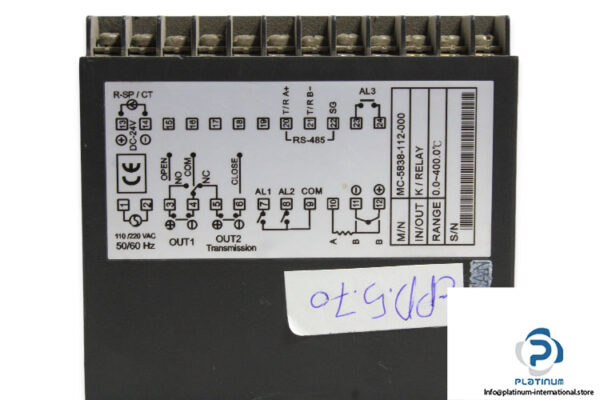 R-SP / CT
13 14 15 16 17 18 19 20 21 22 23 24
DC-24V
T/R A+
T/R B-
SG
RS-485
AL3
CE
OPEN
NO
COM
NC
CLOSE
AL1 AL2 COM
1 2 3 4 5 6 7 8 9 10 11 12
110 /220 VAC
50/60 Hz
OUT1
OUT2
Transmission
A B B
M/N MC-5838-112-000
IN/OUT K / RELAY
RANGE 0.0~400.0℃
S/N
PLATINUM
http://platinum-international.store